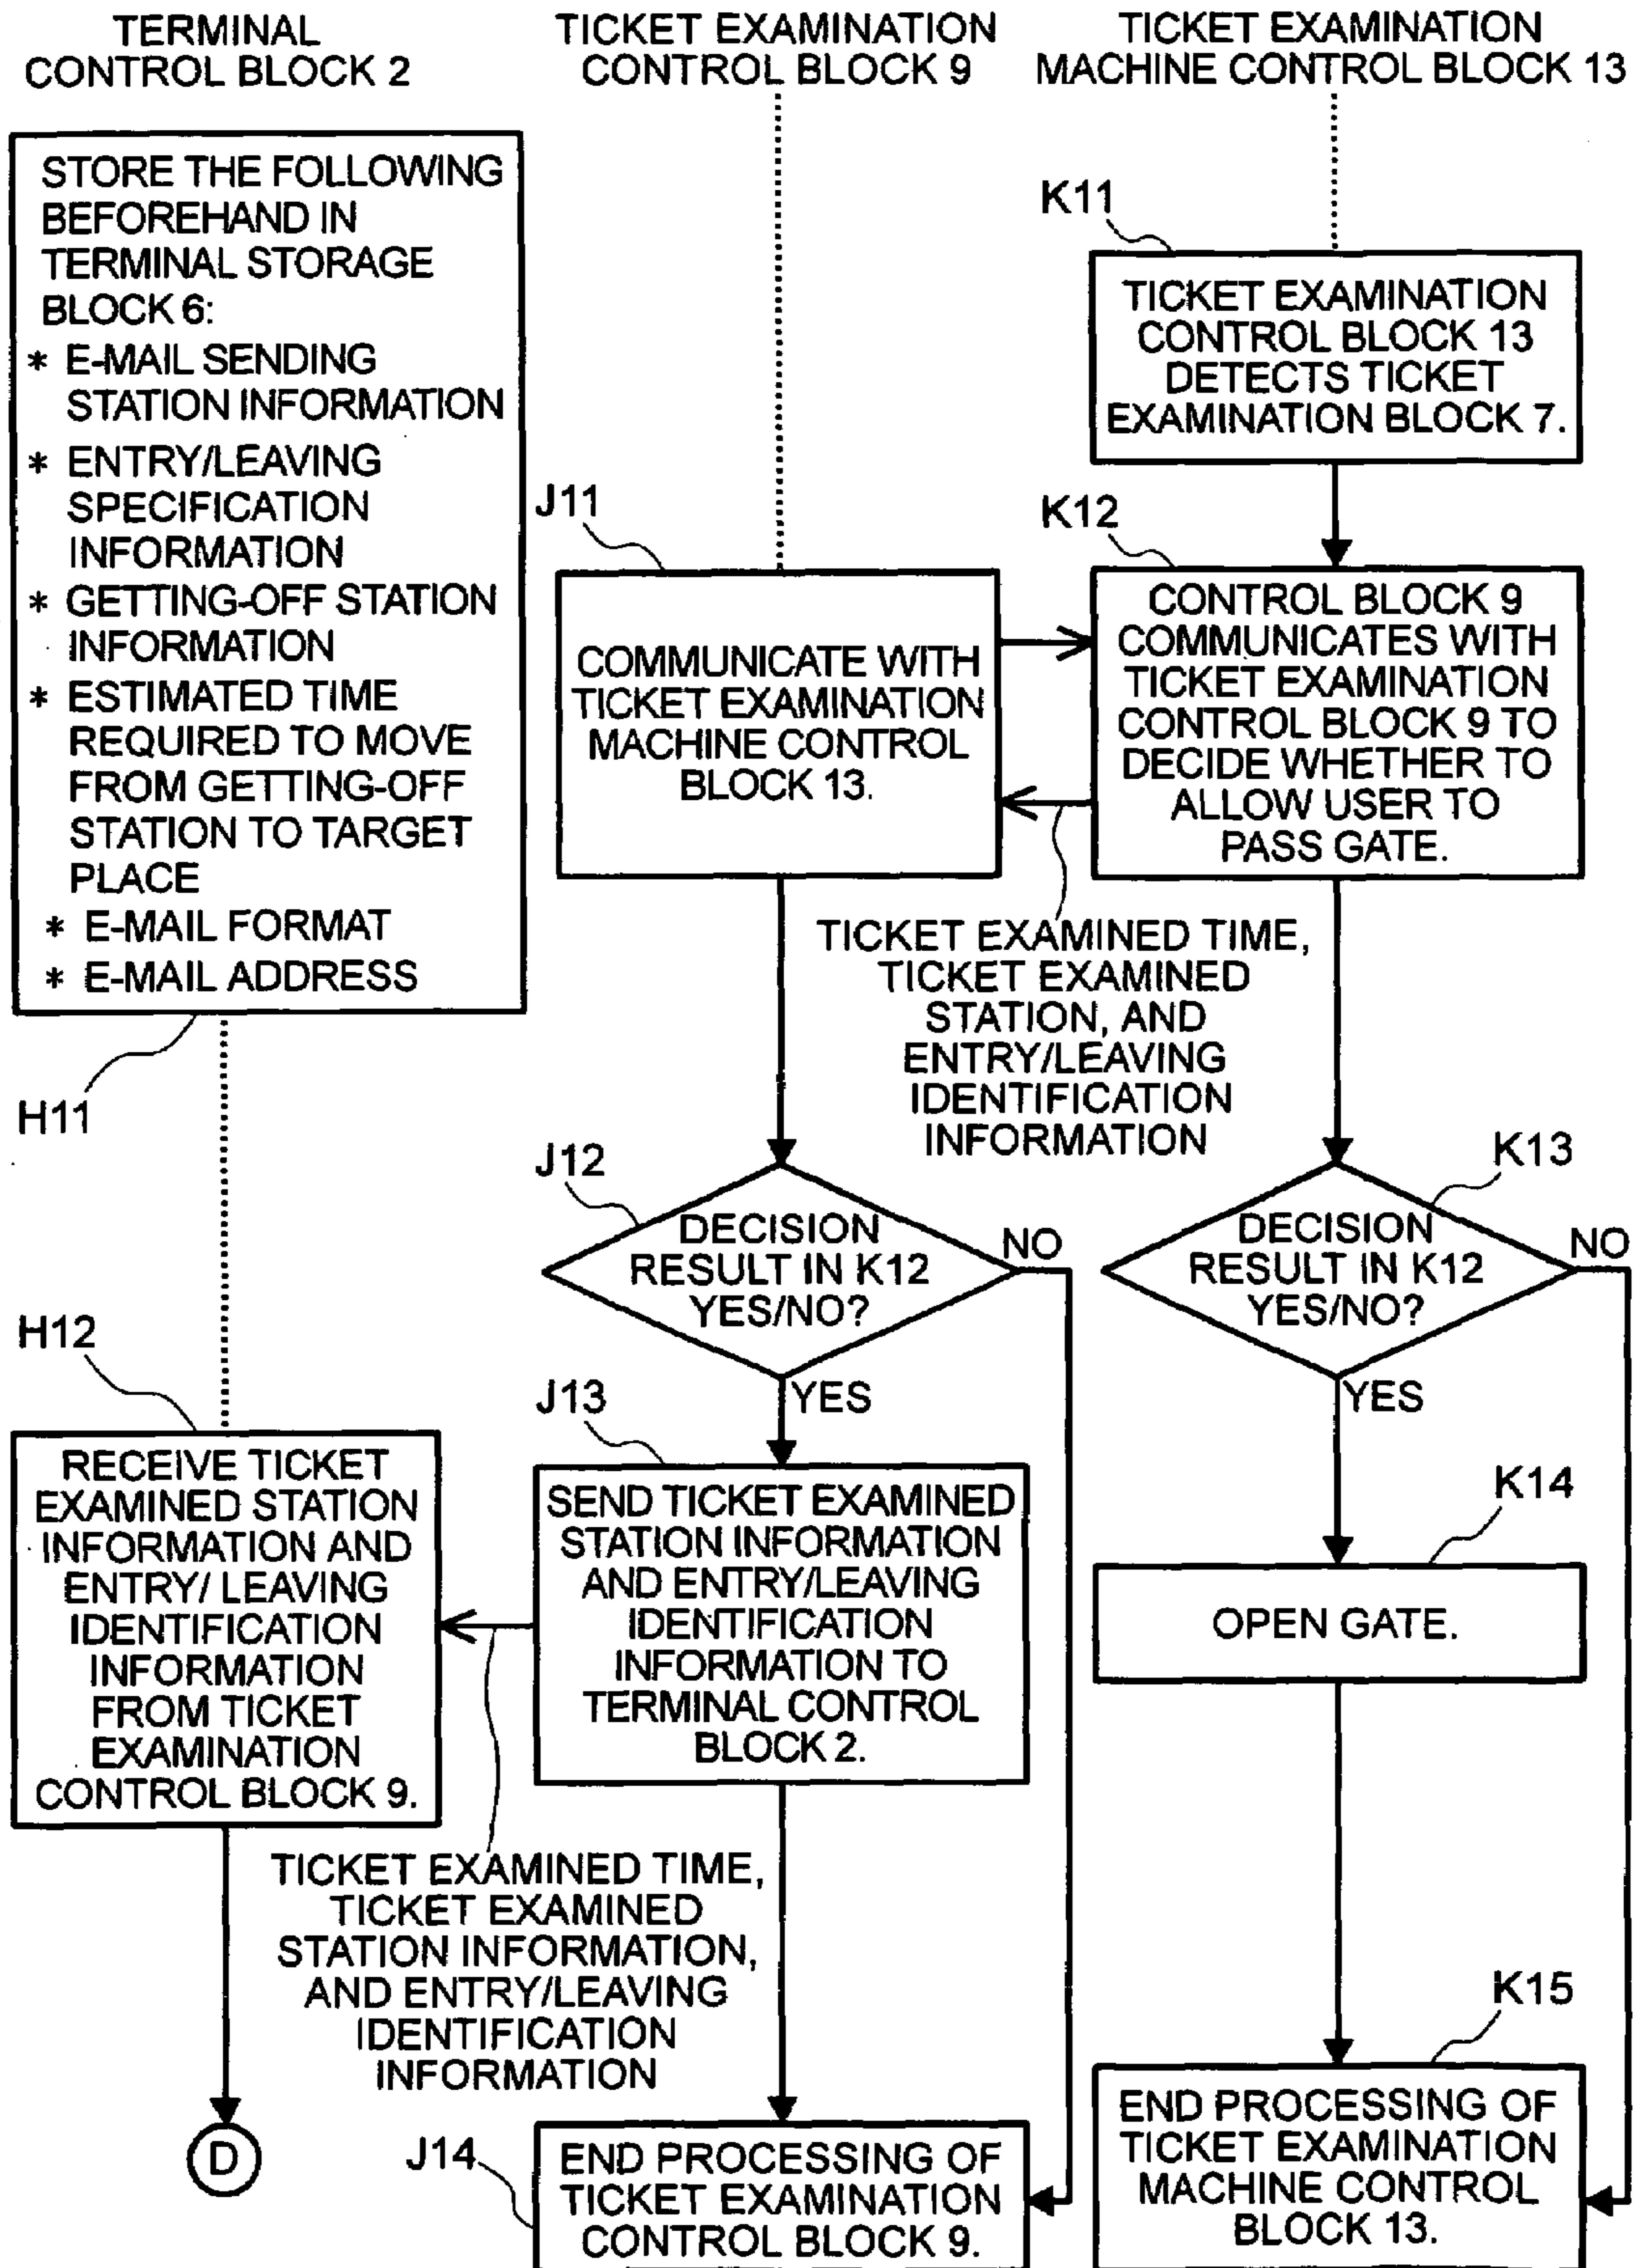 TERMINAL
CONTROL BLOCK 2
TICKET EXAMINATION
CONTROL BLOCK 9
TICKET EXAMINATION
MACHINE CONTROL BLOCK 13
STORE THE FOLLOWING
BEFOREHAND IN
TERMINAL STORAGE
BLOCK 6:
* E-MAIL SENDING
STATION INFORMATION
* ENTRY/LEAVING
SPECIFICATION
INFORMATION
* GETTING-OFF STATION
INFORMATION
* ESTIMATED TIME
REQUIRED TO MOVE
FROM GETTING-OFF
STATION TO TARGET
PLACE
* E-MAIL FORMAT
* E-MAIL ADDRESS
H11
K11
TICKET EXAMINATION
CONTROL BLOCK 13
DETECTS TICKET
EXAMINATION BLOCK 7.
J11
COMMUNICATE WITH
TICKET EXAMINATION
MACHINE CONTROL
BLOCK 13.
K12
CONTROL BLOCK 9
COMMUNICATES WITH
TICKET EXAMINATION
CONTROL BLOCK 9 TO
DECIDE WHETHER TO
ALLOW USER TO
PASS GATE.
TICKET EXAMINED TIME,
TICKET EXAMINED
STATION, AND
ENTRY/LEAVING
IDENTIFICATION
INFORMATION
J12
DECISION
RESULT IN K12
YES/NO?
NO
YES
K13
DECISION
RESULT IN K12
YES/NO?
NO
YES
H12
RECEIVE TICKET
EXAMINED STATION
INFORMATION AND
ENTRY/ LEAVING
IDENTIFICATION
INFORMATION
FROM TICKET
EXAMINATION
CONTROL BLOCK 9.
J13
SEND TICKET EXAMINED
STATION INFORMATION
AND ENTRY/LEAVING
IDENTIFICATION
INFORMATION TO
TERMINAL CONTROL
BLOCK 2.
K14
OPEN GATE.
TICKET EXAMINED TIME,
TICKET EXAMINED
STATION INFORMATION,
AND ENTRY/LEAVING
IDENTIFICATION
INFORMATION
D
J14
END PROCESSING OF
TICKET EXAMINATION
CONTROL BLOCK 9.
K15
END PROCESSING OF
TICKET EXAMINATION
MACHINE CONTROL
BLOCK 13.